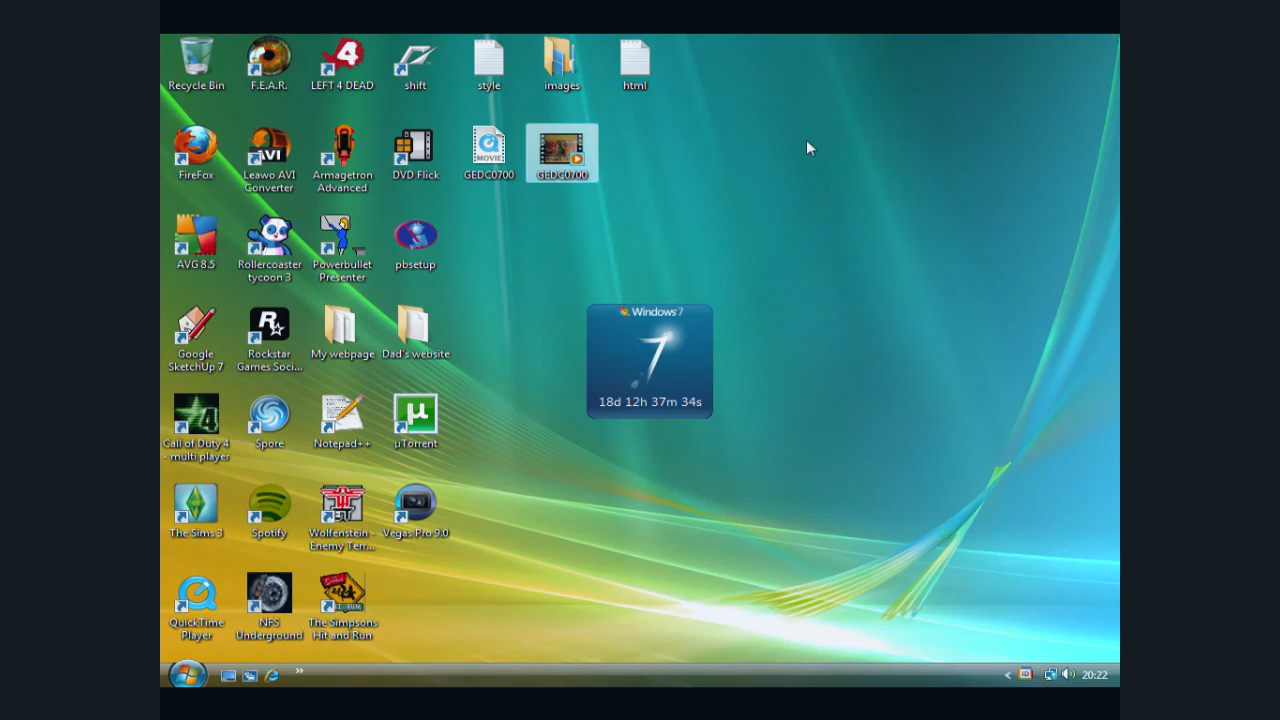 Recycle Bin
F.E.A.R.
LEFT 4 DEAD
shift
style
images
html
FireFox
AVI
Leawo AVI
Converter
Armagetron
Advanced
DVD Flick
MOVIE
GEDC0700
GEDC0700
AVG 8.5
Rollercoaster
tycoon 3
Powerbullet
Presenter
pbsetup
Google
SketchUp 7
Rockstar
Games Soci...
My webpage
Dad's website
Windows 7
7
18d 12h 37m 34s
Call of Duty 4
- multi player
Spore
Notepad++
µTorrent
The Sims 3
Spotify
Wolfenstein -
Enemy Terr...
Vegas Pro 9.0
QuickTime
Player
NFS
Underground
The Simpsons
Hit and Run
20:22